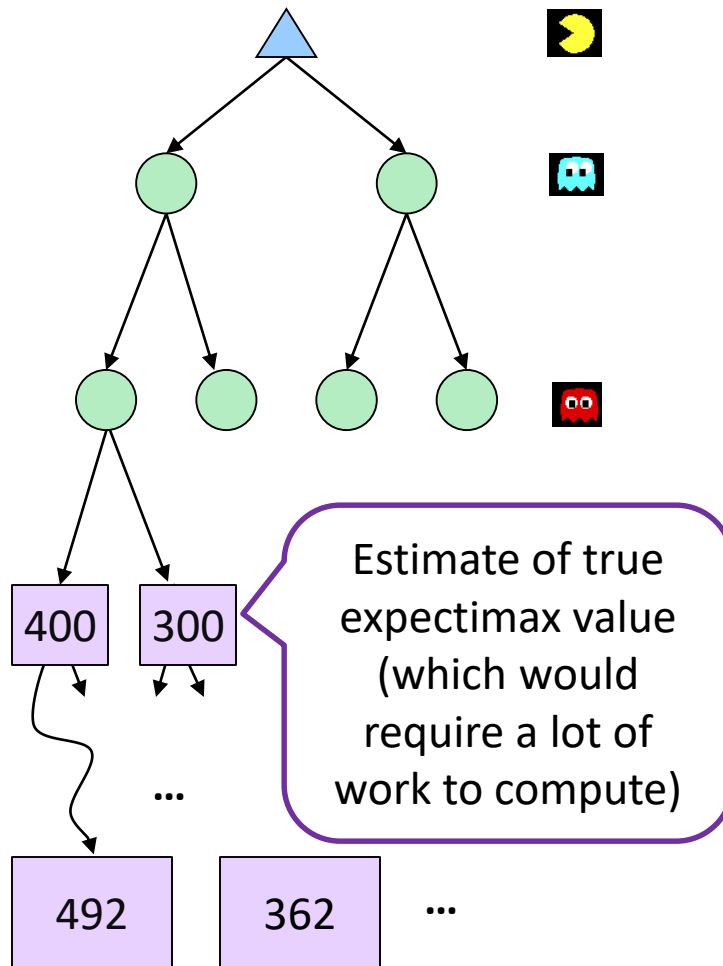 Estimate of true
expectimax value
(which would
require a lot of
work to compute)
400 300
...
492 362 ...